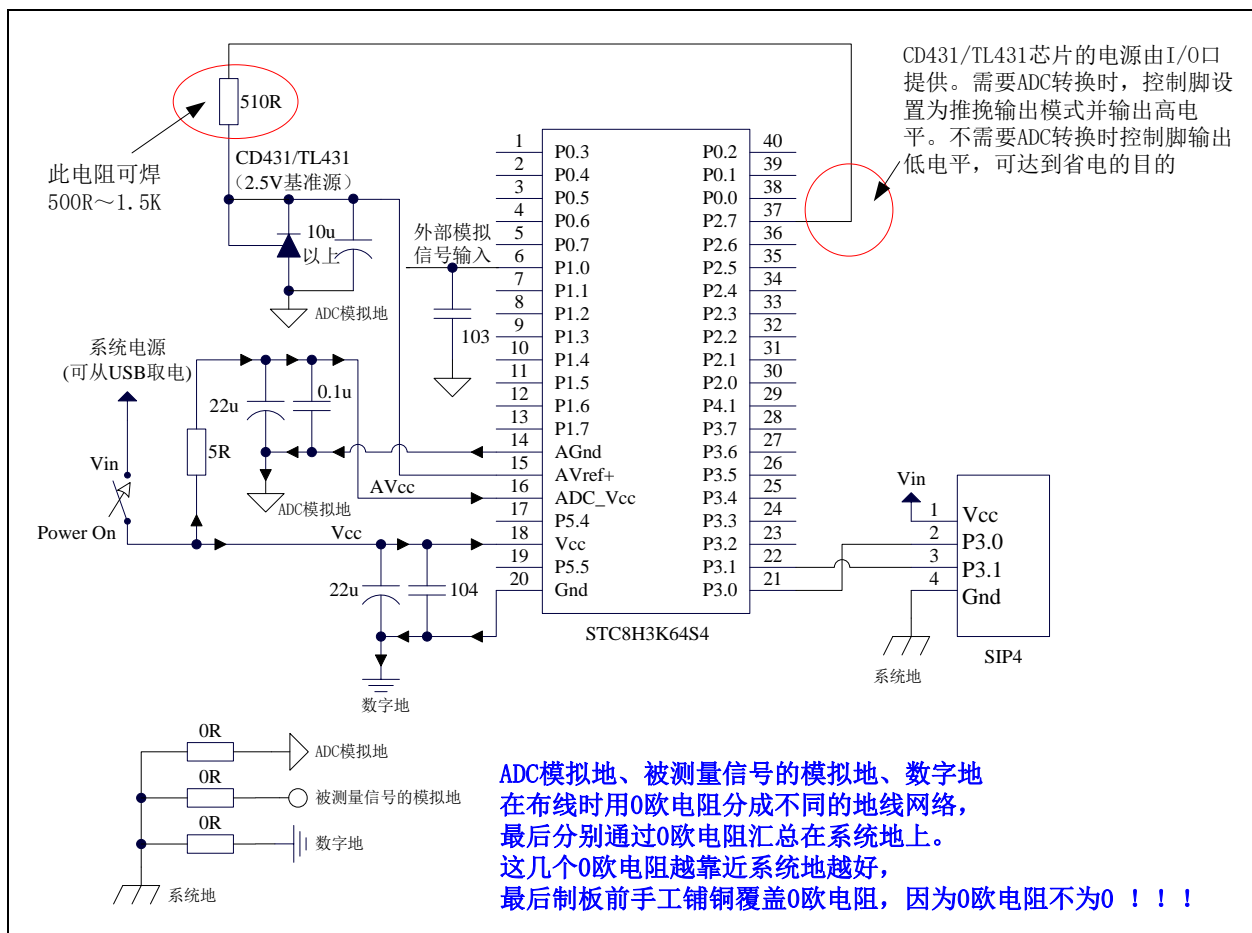 510R
此电阻可焊
500R～1.5K
CD431/TL431
（2.5V基准源）
10u
以上
ADC模拟地
CD431/TL431芯片的电源由I/O口
提供。需要ADC转换时，控制脚设
置为推挽输出模式并输出高电
平。不需要ADC转换时控制脚输出
低电平，可达到省电的目的
外部模拟
信号输入
103
系统电源
(可从USB取电)
Vin
Power On
5R
22u
0.1u
ADC模拟地
AVcc
Vcc
22u
104
数字地
1 P0.3
2 P0.4
3 P0.5
4 P0.6
5 P0.7
6 P1.0
7 P1.1
8 P1.2
9 P1.3
10 P1.4
11 P1.5
12 P1.6
13 P1.7
14 AGnd
15 AVref+
16 ADC_Vcc
17 P5.4
18 Vcc
19 P5.5
20 Gnd
P0.2 40
P0.1 39
P0.0 38
P2.7 37
P2.6 36
P2.5 35
P2.4 34
P2.3 33
P2.2 32
P2.1 31
P2.0 30
P4.1 29
P3.7 28
P3.6 27
P3.5 26
P3.4 25
P3.3 24
P3.2 23
P3.1 22
P3.0 21
STC8H3K64S4
Vin
1 Vcc
2 P3.0
3 P3.1
4 Gnd
SIP4
系统地
0R
ADC模拟地
0R
被测量信号的模拟地
0R
数字地
系统地
ADC模拟地、被测量信号的模拟地、数字地
在布线时用0欧电阻分成不同的地线网络，
最后分别通过0欧电阻汇总在系统地上。
这几个0欧电阻越靠近系统地越好，
最后制板前手工铺铜覆盖0欧电阻，因为0欧电阻不为0 ！！！